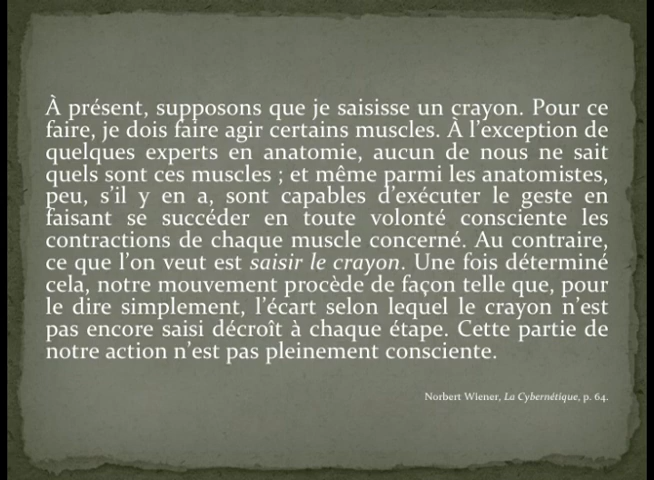 À présent, supposons que je saisisse un crayon. Pour ce
faire, je dois faire agir certains muscles. À l'exception de
quelques experts en anatomie, aucun de nous ne sait
quels sont ces muscles ; et même parmi les anatomistes,
peu, s'il y en a, sont capables d'exécuter le geste en
faisant se succéder en toute volonté consciente les
contractions de chaque muscle concerné. Au contraire,
ce que l'on veut est saisir le crayon. Une fois déterminé
cela, notre mouvement procède de façon telle que, pour
le dire simplement, l'écart selon lequel le crayon n'est
pas encore saisi décroît à chaque étape. Cette partie de
notre action n'est pas pleinement consciente.
Norbert Wiener, La Cybernétique, p. 64.